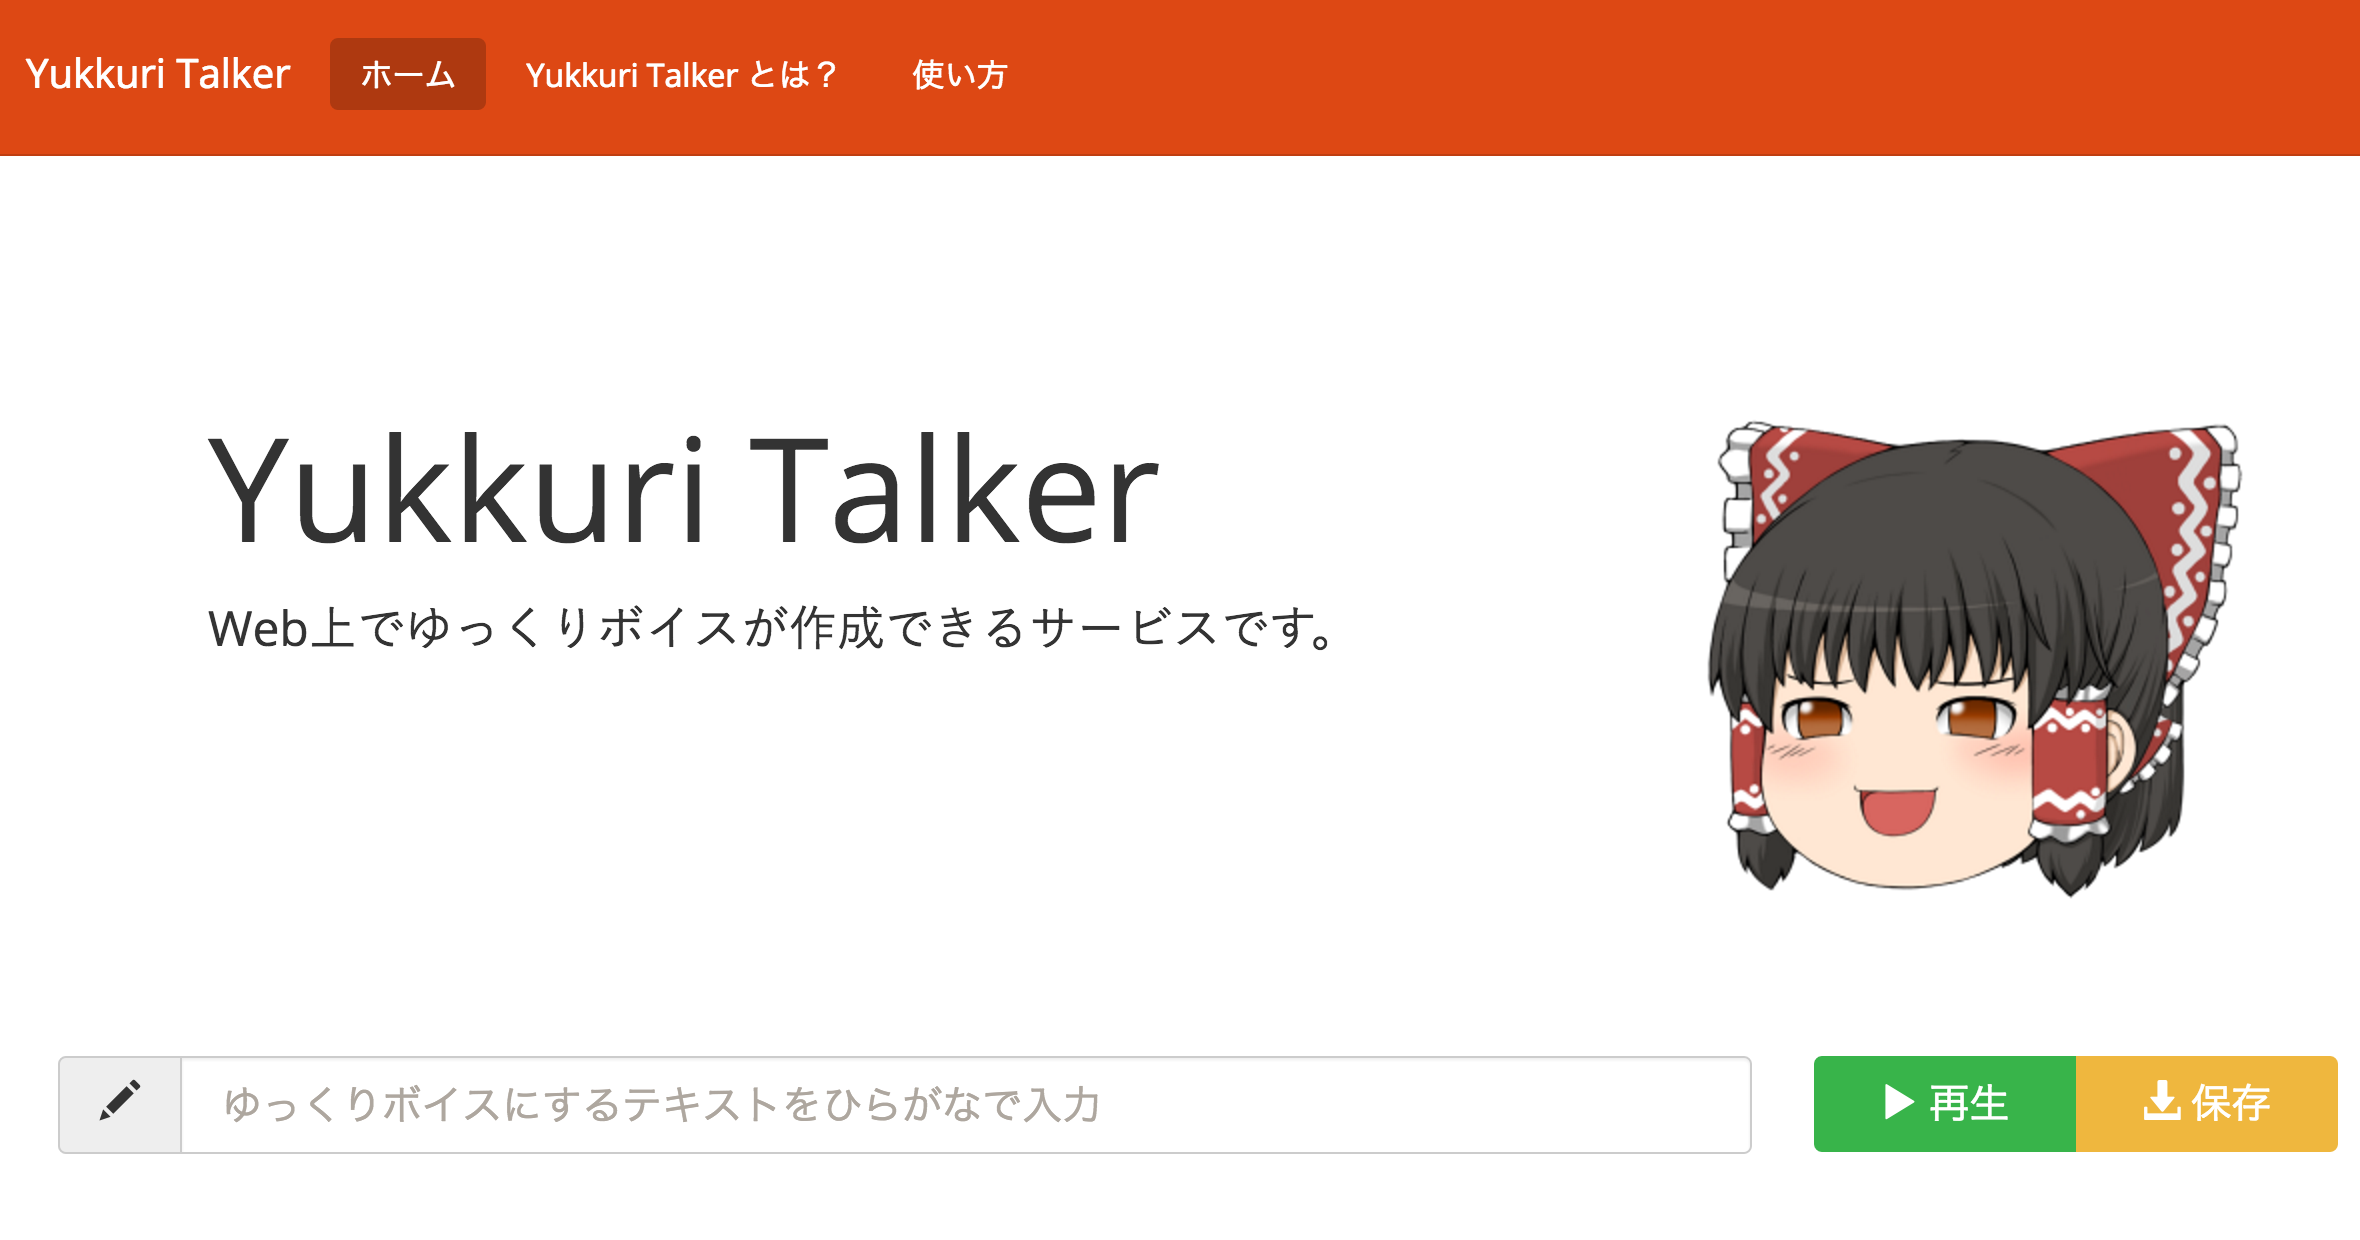 Yukkuri Talker ホーム Yukkuri Talker とは？ 使い方
Yukkuri Talker
Web上でゆっくりボイスが作成できるサービスです。
ゆっくりボイスにするテキストをひらがなで入力
再生 保存